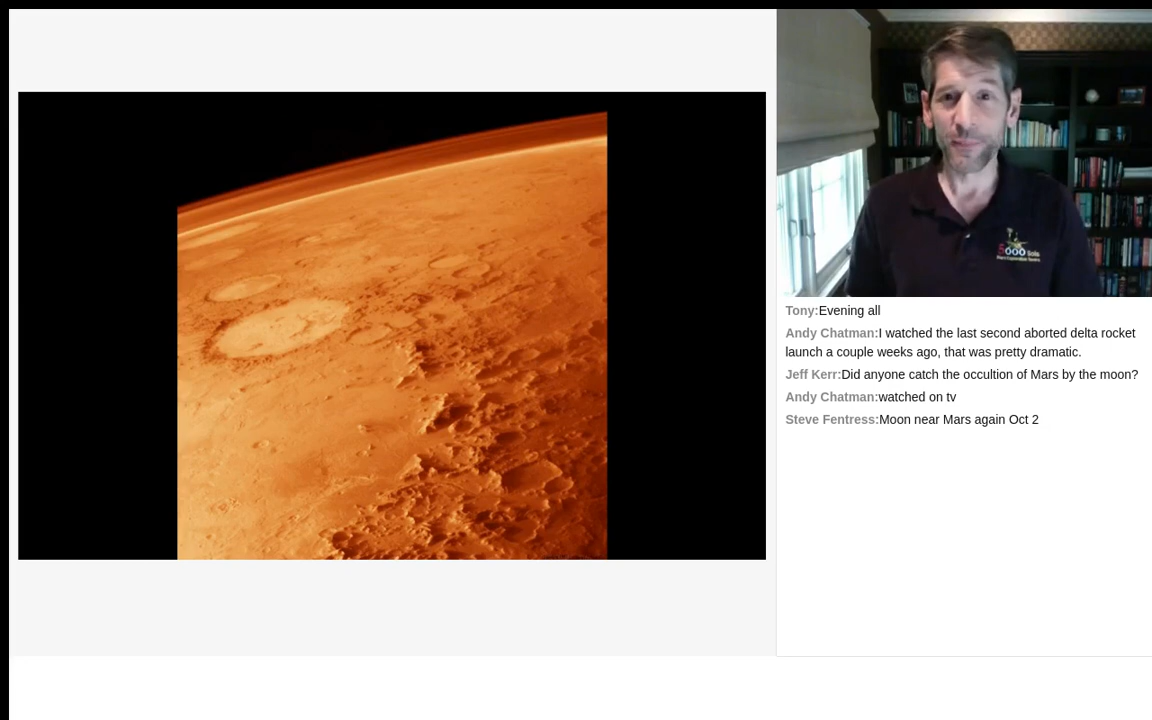 5000 Sols
Tony:Evening all
Andy Chatman:I watched the last second aborted delta rocket
launch a couple weeks ago, that was pretty dramatic.
Jeff Kerr:Did anyone catch the occultion of Mars by the moon?
Andy Chatman:watched on tv
Steve Fentress:Moon near Mars again Oct 2